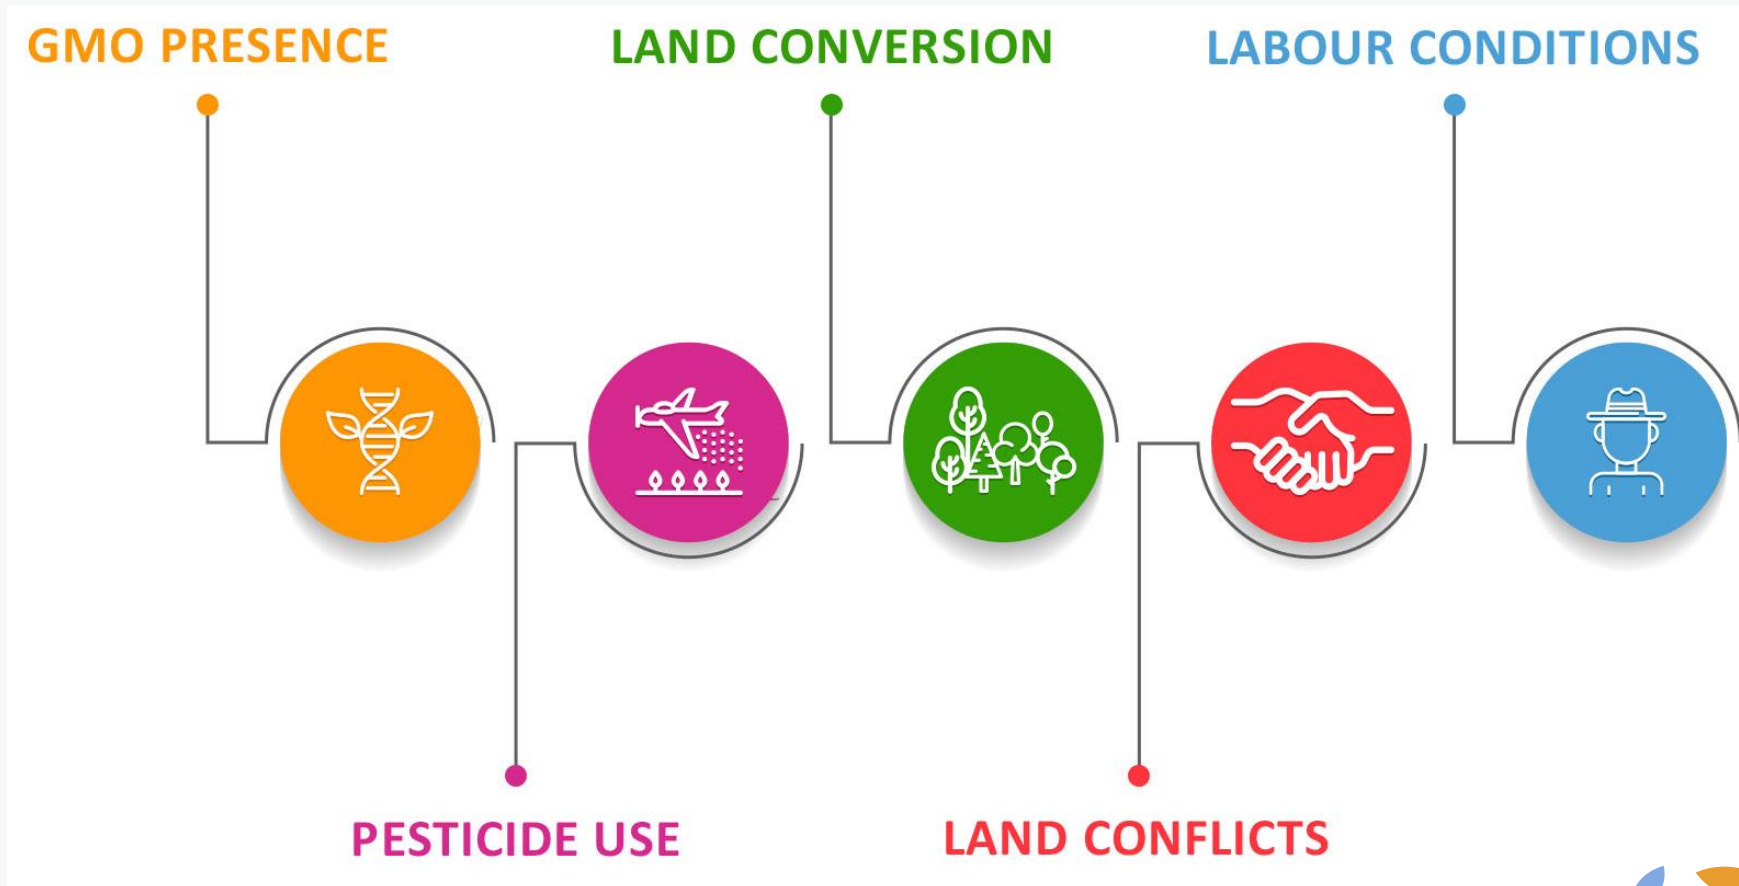 GMO PRESENCE
LAND CONVERSION
LABOUR CONDITIONS
PESTICIDE USE
LAND CONFLICTS